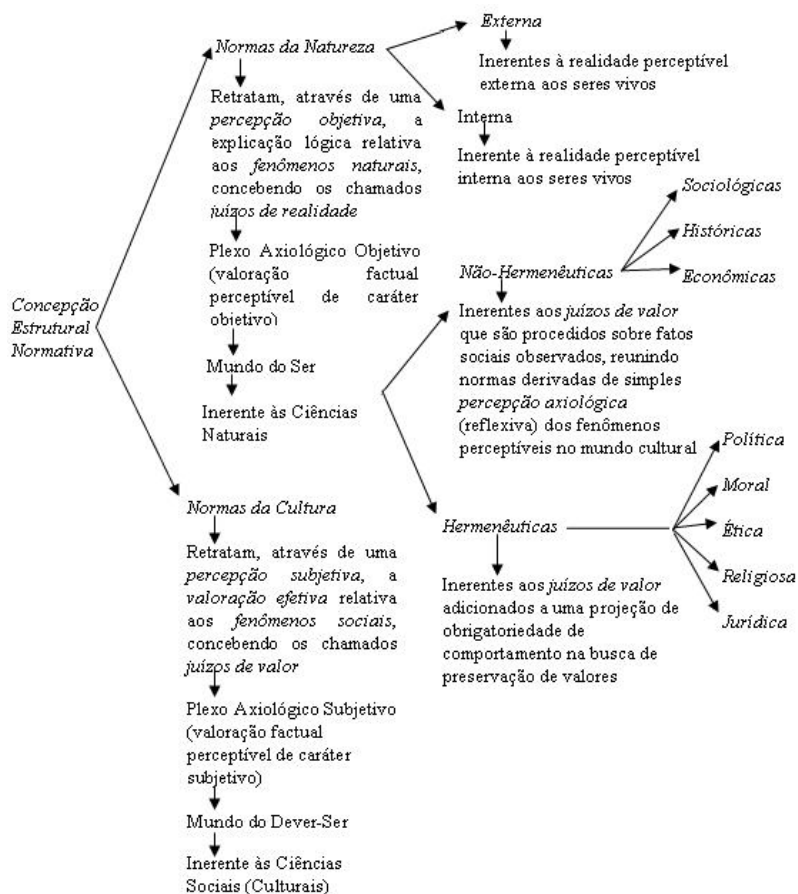 Concepção
Estrutural
Normativa
Normas da Natureza
Retratam, através de uma
percepção objetiva, a
explicação lógica relativa
aos fenômenos naturais,
concebendo os chamados
juízos de realidade
Plexo Axiológico Objetivo
(valoração factual
perceptível de caráter
objetivo)
Mundo do Ser
Inerente às Ciências
Naturais
Externa
Inerentes à realidade perceptível
externa aos seres vivos
Interna
Inerente à realidade perceptível
interna aos seres vivos
Normas da Cultura
Retratam, através de uma
percepção subjetiva, a
valoração efetiva relativa
aos fenômenos sociais,
concebendo os chamados
juízos de valor
Plexo Axiológico Subjetivo
(valoração factual
perceptível de caráter
subjetivo)
Mundo do Dever-Ser
Inerente às Ciências
Sociais (Culturais)
Não-Hermenêuticas
Inerentes aos juízos de valor
que são procedidos sobre fatos
sociais observados, reunindo
normas derivadas de simples
percepção axiológica
(reflexiva) dos fenômenos
perceptíveis no mundo cultural
Sociológicas
Históricas
Econômicas
Hermenêuticas
Inerentes aos juízos de valor
adicionados a uma projeção de
obrigatoriedade de
comportamento na busca de
preservação de valores
Política
Moral
Ética
Religiosa
Jurídica